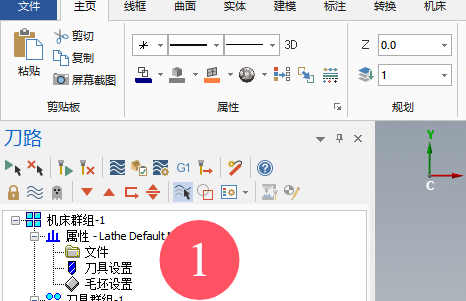 文件 主页 线框 曲面 实体 建模 标注 转换 机床
粘贴 剪切 3D Z 0.0
复制
屏幕截图 1
剪贴板 属性 规划
刀路
G1
机床群组-1
属性 - Lathe Default
文件
刀具设置
毛坯设置
刀具群组-1
1
Y
C